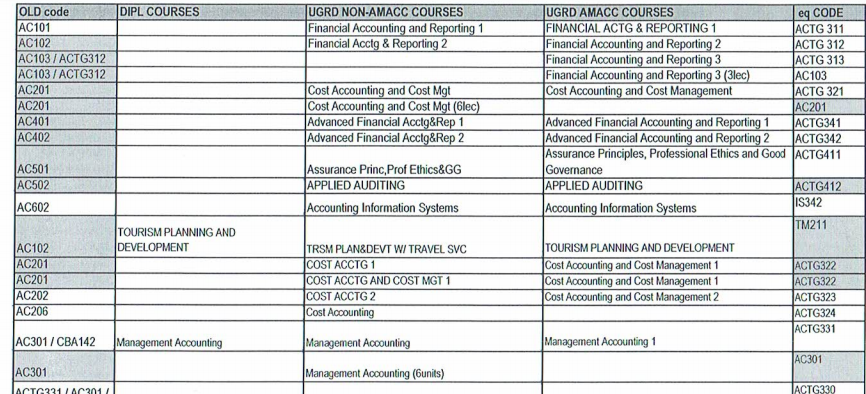 OLD code DIPL COURSES UGRD NON-AMACC COURSES UGRD AMACC COURSES eq CODE
AC101 Financial Accounting and Reporting 1 FINANCIAL ACTG & REPORTING 1 ACTG 311
AC102 Financial Acctg & Reporting 2 Financial Accounting and Reporting 2 ACTG 312
AC103 / ACTG312 Financial Accounting and Reporting 3 ACTG 313
AC103 / ACTG312 Financial Accounting and Reporting 3 (3lec) AC103
AC201 Cost Accounting and Cost Mgt Cost Accounting and Cost Management ACTG 321
AC201 Cost Accounting and Cost Mgt (6lec) AC201
AC401 Advanced Financial Acctg&Rep 1 Advanced Financial Accounting and Reporting 1 ACTG341
AC402 Advanced Financial Acctg&Rep 2 Advanced Financial Accounting and Reporting 2 ACTG342
Assurance Principles, Professional Ethics and Good ACTG411
AC501 Assurance Princ,Prof Ethics&GG Governance
AC502 APPLIED AUDITING APPLIED AUDITING ACTG412
AC602 Accounting Information Systems Accounting Information Systems IS342
TOURISM PLANNING AND TM211
AC102 DEVELOPMENT TRSM PLAN&DEVT W/ TRAVEL SVC TOURISM PLANNING AND DEVELOPMENT
AC201 COST ACCTG 1 Cost Accounting and Cost Management 1 ACTG322
AC201 COST ACCTG AND COST MGT 1 Cost Accounting and Cost Management 1 ACTG322
AC202 COST ACCTG 2 Cost Accounting and Cost Management 2 ACTG323
AC206 Cost Accounting ACTG324
ACTG331
AC301 / CBA142 Management Accounting Management Accounting Management Accounting 1
AC301
AC301 Management Accounting (6units)
ACTG331 / AC301 / ACTG330